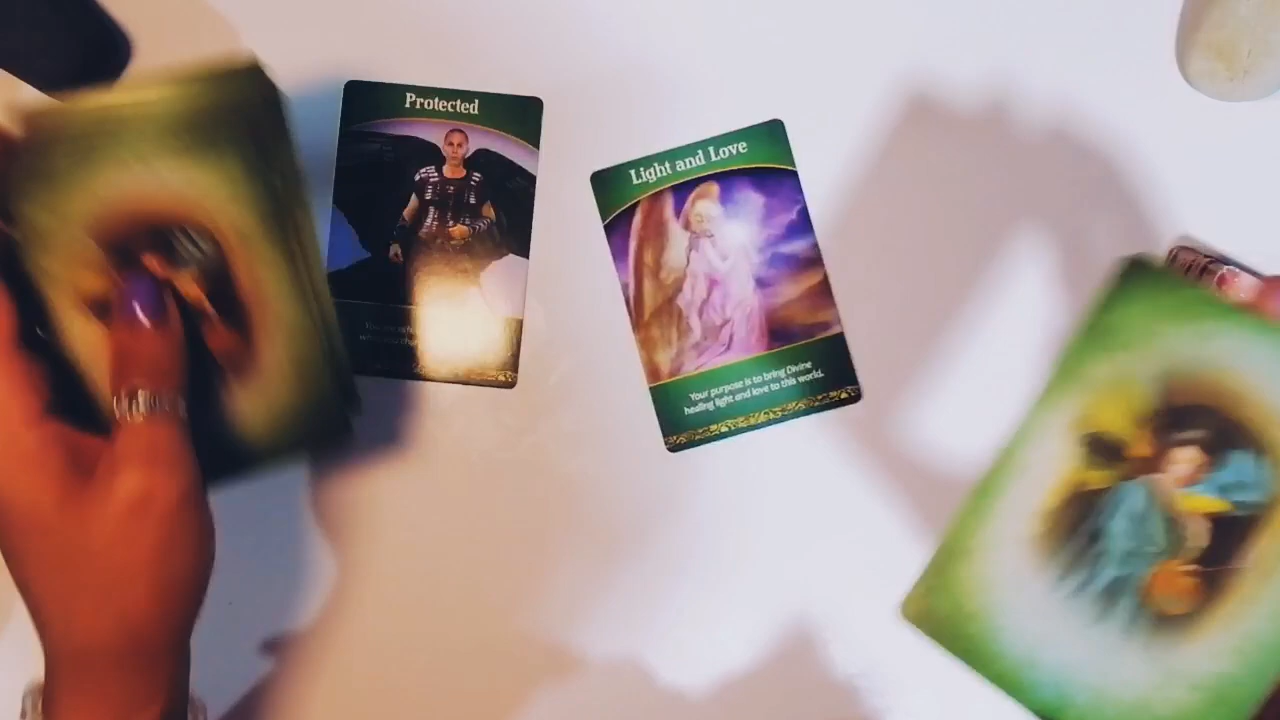 Protected
Light and Love
Your purpose is to bring Divine
healing light and love to this world.